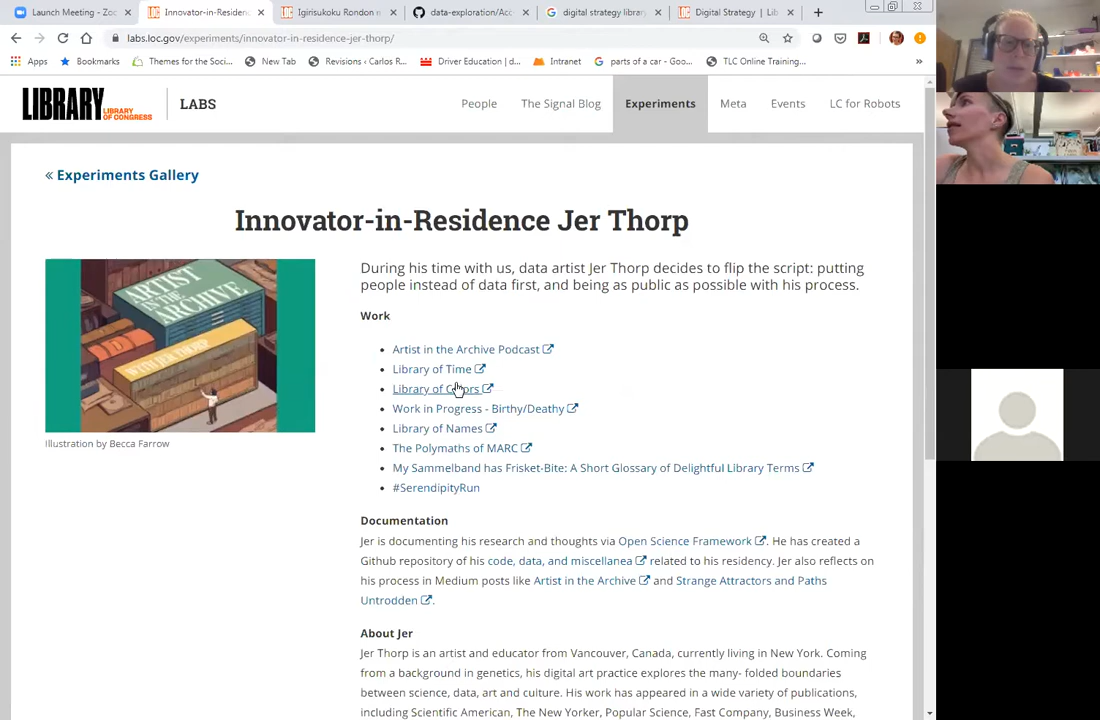 Launch Meeting - Zoo
Innovator-in-Residenc
Igirisukoku Rondon w
data-exploration/Acc
digital strategy library
Digital Strategy | Lib
labs.loc.gov/experiments/innovator-in-residence-jer-thorp/
Apps
Bookmarks
Themes for the Soci...
New Tab
Revisions ‹ Carlos R...
Driver Education | d...
Intranet
parts of a car - Goo...
TLC Online Training...
»
LIBRARY
LIBRARY OF
CONGRESS
LABS
People
The Signal Blog
Experiments
Meta
Events
LC for Robots
« Experiments Gallery
Innovator-in-Residence Jer Thorp
ARTIST
IN THE
ARCHIVE
WITH JER THORP
Illustration by Becca Farrow
During his time with us, data artist Jer Thorp decides to flip the script: putting
people instead of data first, and being as public as possible with his process.
Work
• Artist in the Archive Podcast
• Library of Time
• Library of Colors
• Work in Progress - Birthy/Deathy
• Library of Names
• The Polymaths of MARC
• My Sammelband has Frisket-Bite: A Short Glossary of Delightful Library Terms
• #SerendipityRun
Documentation
Jer is documenting his research and thoughts via Open Science Framework. He has created a
Github repository of his code, data, and miscellanea related to his residency. Jer also reflects on
his process in Medium posts like Artist in the Archive and Strange Attractors and Paths
Untrodden.
About Jer
Jer Thorp is an artist and educator from Vancouver, Canada, currently living in New York. Coming
from a background in genetics, his digital art practice explores the many- folded boundaries
between science, data, art and culture. His work has appeared in a wide variety of publications,
including Scientific American, The New Yorker, Popular Science, Fast Company, Business Week,